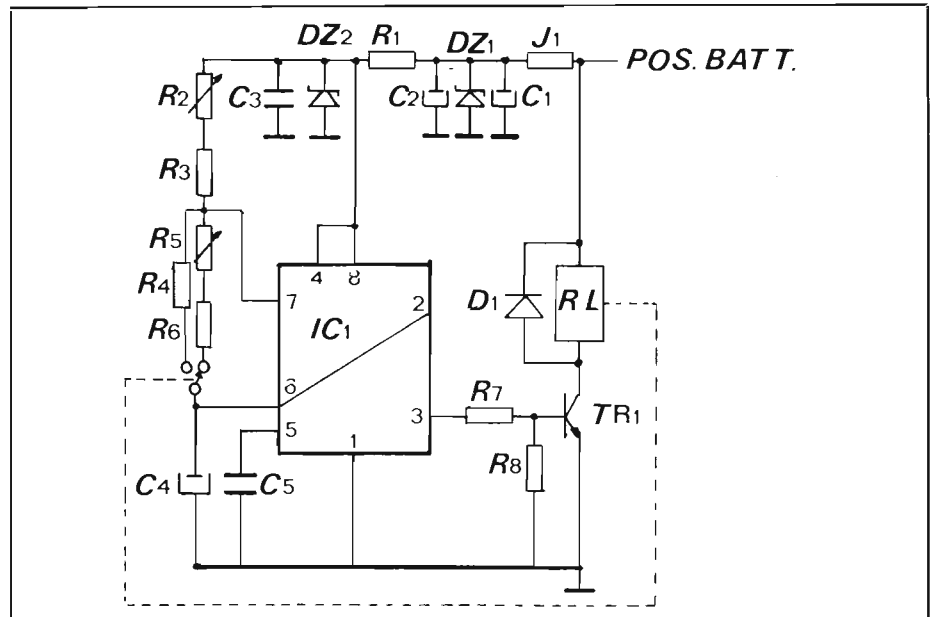 DZ2 R1 DZ1 J1
POS. BATT.
R2 C3 C2 C1
R3
R5
R4
R6
4 8
7 2
IC1
D1 RL
6
5 3
1
R7
TR1
R8
C4 C5